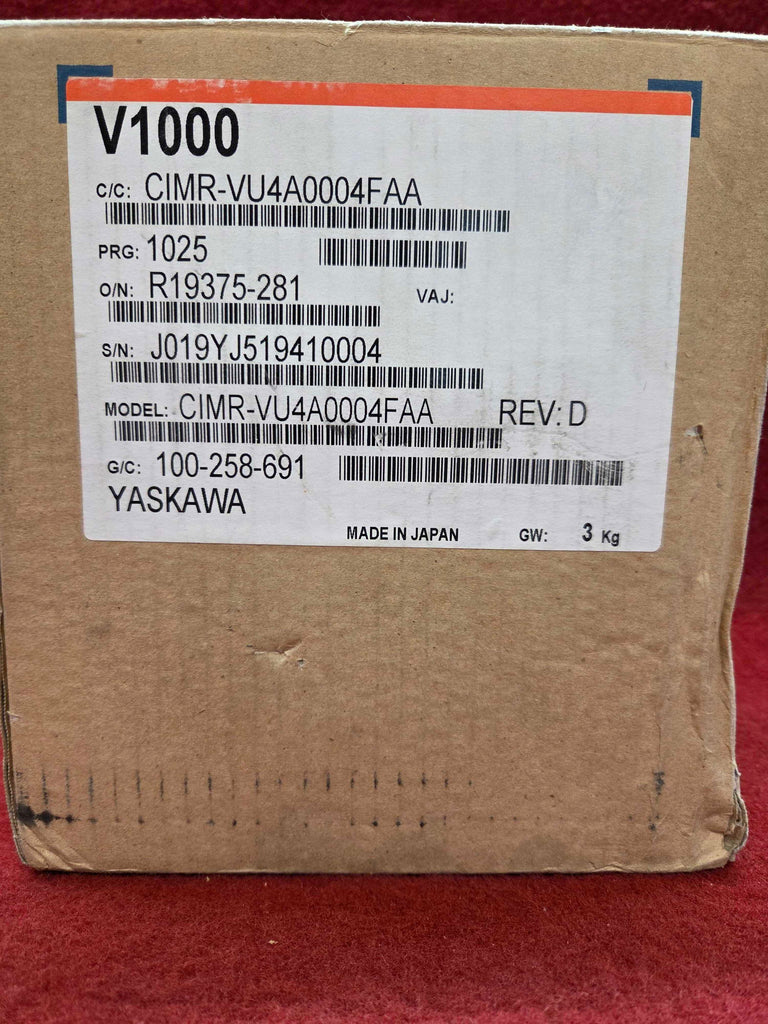 V1000
C/C: CIMR-VU4A0004FAA
PRG: 1025
O/N: R19375-281 VAJ:
S/N: J019YJ519410004
MODEL: CIMR-VU4A0004FAA REV: D
G/C: 100-258-691
YASKAWA
MADE IN JAPAN GW: 3 Kg